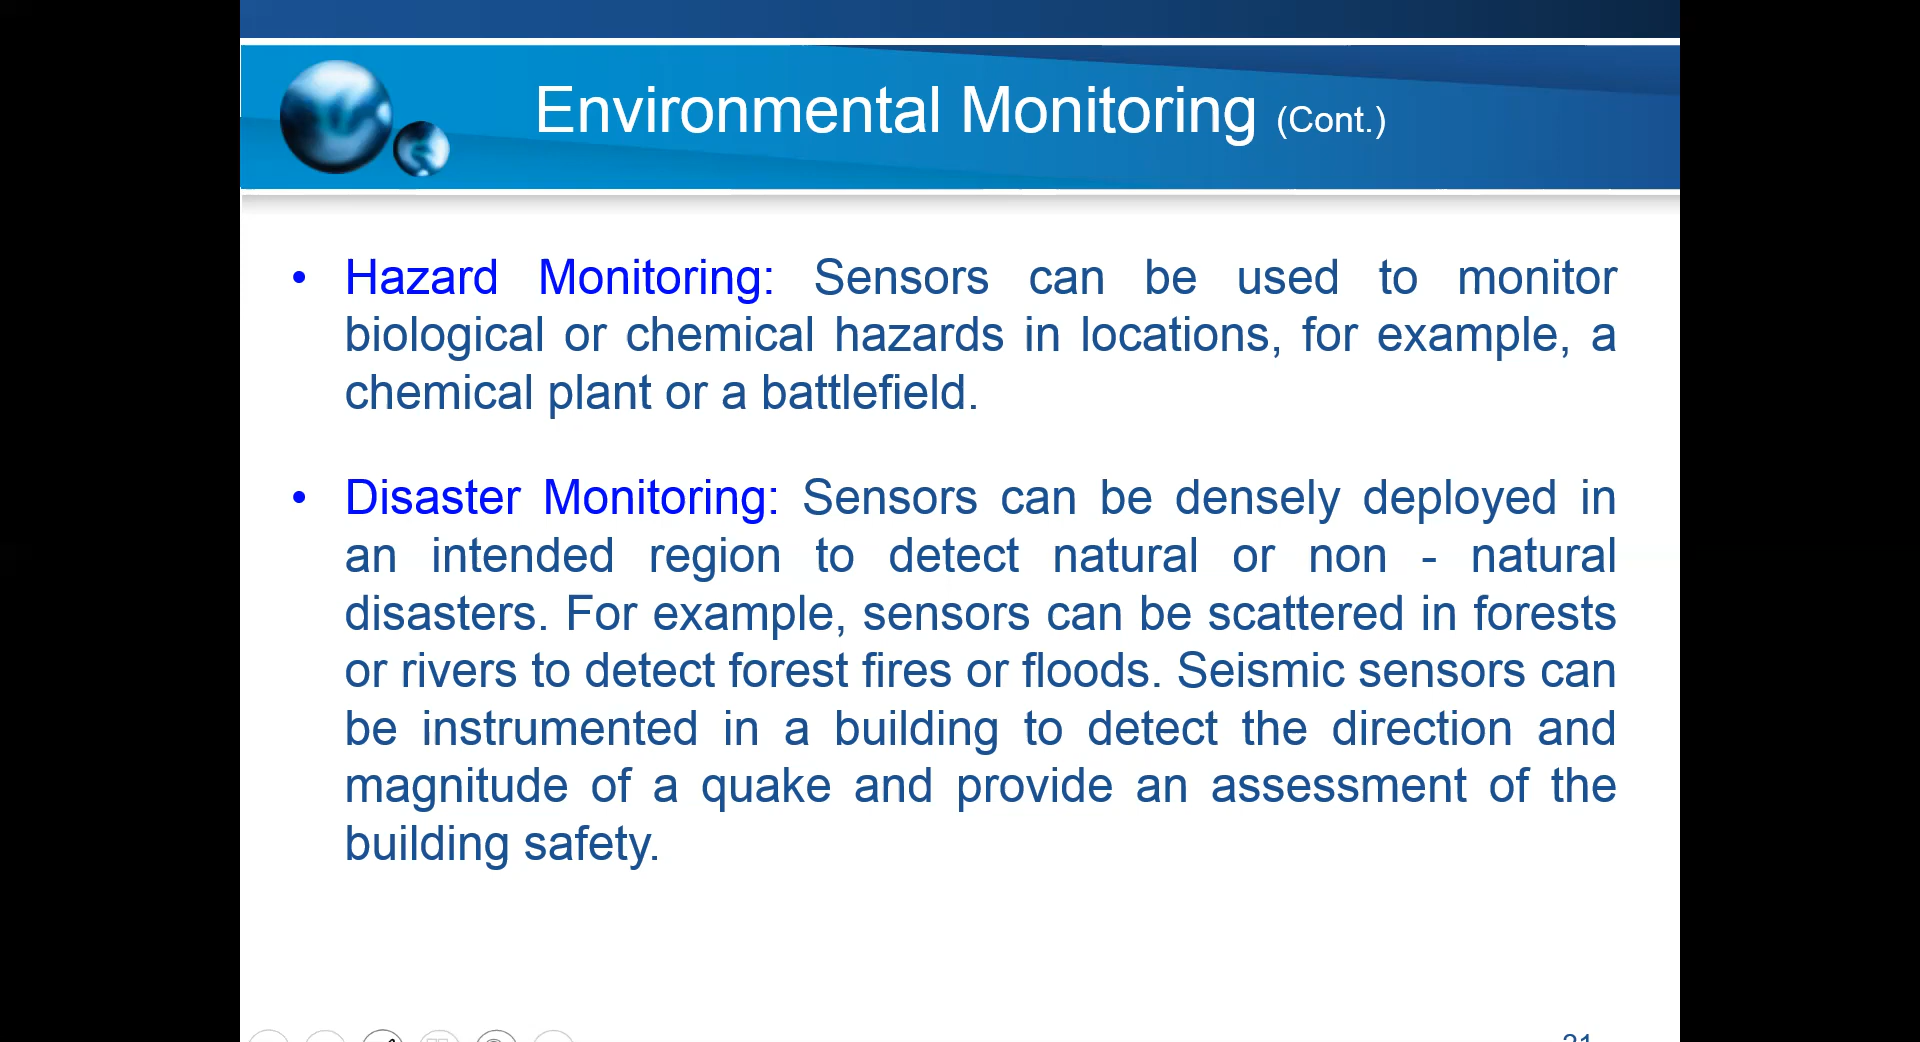 Environmental Monitoring (Cont.)
• Hazard Monitoring: Sensors can be used to monitor
biological or chemical hazards in locations, for example, a
chemical plant or a battlefield.
• Disaster Monitoring: Sensors can be densely deployed in
an intended region to detect natural or non - natural
disasters. For example, sensors can be scattered in forests
or rivers to detect forest fires or floods. Seismic sensors can
be instrumented in a building to detect the direction and
magnitude of a quake and provide an assessment of the
building safety.